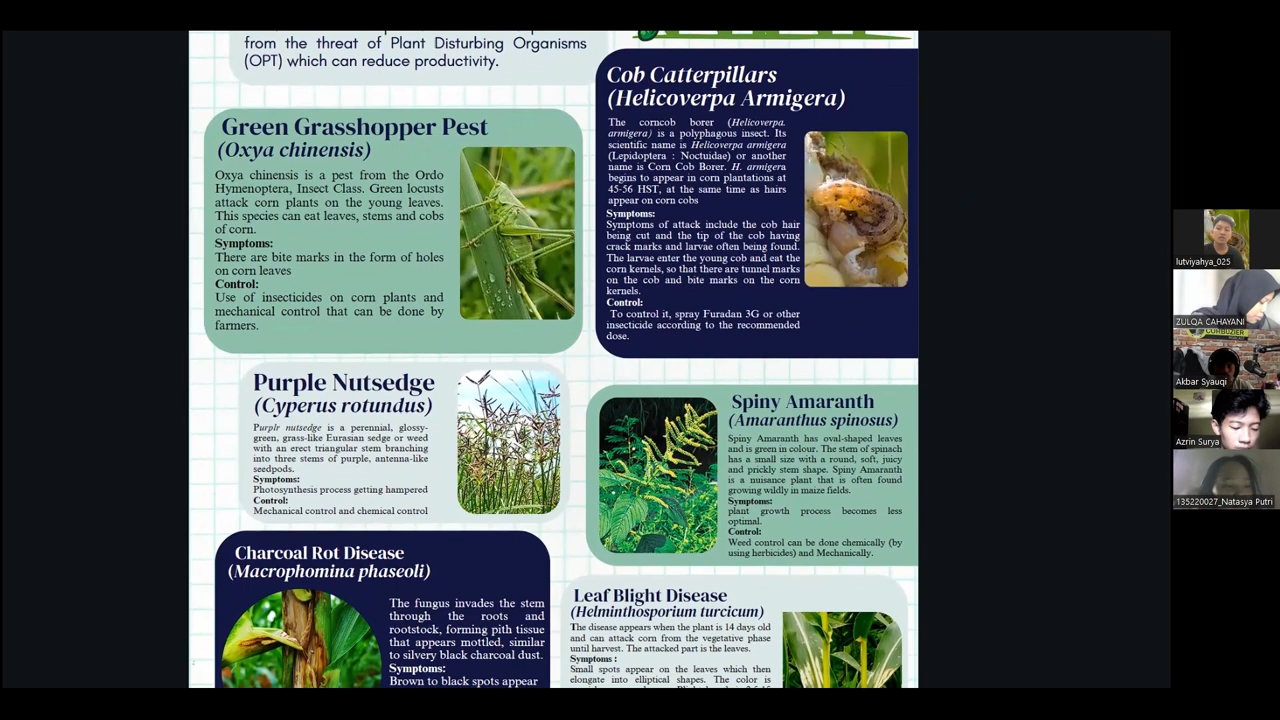 from the threat of Plant Disturbing Organisms
(OPT) which can reduce productivity.
Green Grasshopper Pest
(Oxya chinensis)
Oxya chinensis is a pest from the Ordo
Hymenoptera, Insect Class. Green locusts
attack corn plants on the young leaves.
This species can eat leaves, stems and cobs
of corn.
Symptoms:
There are bite marks in the form of holes
on corn leaves
Control:
Use of insecticides on corn plants and
mechanical control that can be done by
farmers.
Cob Catterpillars
(Helicoverpa Armigera)
The corncob borer (Helicoverpa.
armigera) is a polyphagous insect. Its
scientific name is Helicoverpa armigera
(Lepidoptera : Noctuidae) or another
name is Corn Cob Borer. H. armigera
begins to appear in corn plantations at
45-56 HST, at the same time as hairs
appear on corn cobs
Symptoms:
Symptoms of attack include the cob hair
being cut and the tip of the cob having
crack marks and larvae often being found.
The larvae enter the young cob and eat the
corn kernels, so that there are tunnel marks
on the cob and bite marks on the corn
kernels.
Control:
To control it, spray Furadan 3G or other
insecticide according to the recommended
dose.
Purple Nutsedge
(Cyperus rotundus)
Purplr nutsedge is a perennial, glossy-
green, grass-like Eurasian sedge or weed
with an erect triangular stem branching
into three stems of purple, antenna-like
seedpods.
Symptoms:
Photosynthesis process getting hampered
Control:
Mechanical control and chemical control
Spiny Amaranth
(Amaranthus spinosus)
Spiny Amaranth has oval-shaped leaves
and is green in colour. The stem of spinach
has a small size with a round, soft, juicy
and prickly stem shape. Spiny Amaranth
is a nuisance plant that is often found
growing wildly in maize fields.
Symptoms:
plant growth process becomes less
optimal.
Control:
Weed control can be done chemically (by
using herbicides) and Mechanically.
Charcoal Rot Disease
(Macrophomina phaseoli)
The fungus invades the stem
through the roots and
rootstock, forming pith tissue
that appears mottled, similar
to silvery black charcoal dust.
Symptoms:
Brown to black spots appear
Leaf Blight Disease
(Helminthosporium turcicum)
The disease appears when the plant is 14 days old
and can attack corn from the vegetative phase
until harvest. The attacked part is the leaves.
Symptoms :
Small spots appear on the leaves which then
elongate into elliptical shapes. The color is
lutviyahya_025
ZULQA CAHAYANI
Akbar Syauqi
Azrin Surya
135220027_Natasya Putri